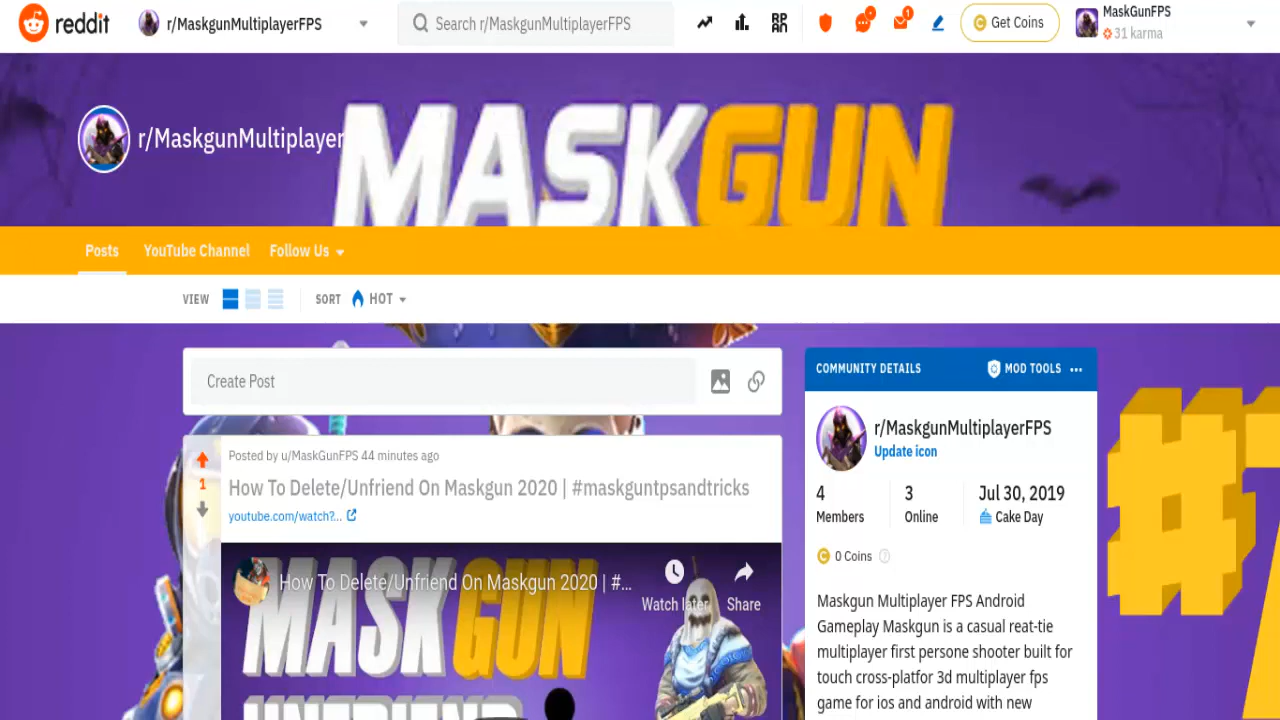 reddit
r/MaskgunMultiplayerFPS
Search r/MaskgunMultiplayerFPS
1
Get Coins
MaskGunFPS
31 karma
r/MaskgunMultiplayer
MASKGUN
Posts
YouTube Channel
Follow Us
VIEW
SORT
HOT
Create Post
COMMUNITY DETAILS
MOD TOOLS
r/MaskgunMultiplayerFPS
Update icon
4
Members
3
Online
Jul 30, 2019
Cake Day
0 Coins
?
Maskgun Multiplayer FPS Android
Gameplay Maskgun is a casual reat-tie
multiplayer first persone shooter built for
touch cross-platfor 3d multiplayer fps
game for ios and android with new
Posted by u/MaskGunFPS 44 minutes ago
1
How To Delete/Unfriend On Maskgun 2020 | #maskguntpsandtricks
youtube.com/watch?...
How To Delete/Unfriend On Maskgun 2020 | #...
Watch later
Share
MASK GUN
UNFRIEND
#